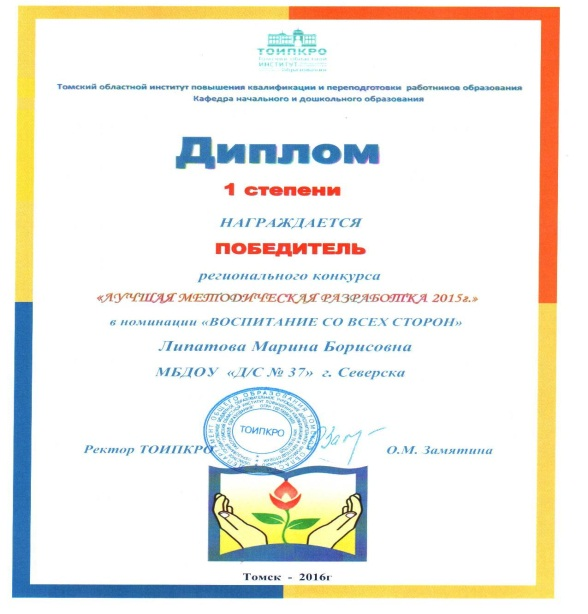 ТОИПКРО
ИНСТИТУТ
Томский областной институт повышения квалификации и переподготовки работников образования
Кафедра начального и дошкольного образования
Диплом
1 степени
НАГРАЖДАЕТСЯ
ПОБЕДИТЕЛЬ
регионального конкурса
«ЛУЧШАЯ МЕТОДИЧЕСКАЯ РАЗРАБОТКА 2015г.»
в номинации «ВОСПИТАНИЕ СО ВСЕХ СТОРОН»
Липатова Марина Борисовна
МБДОУ «Д/С № 37» г. Северска
ТОИПКРО
Ректор ТОИПКРО О.М. Замятина
Томск - 2016г